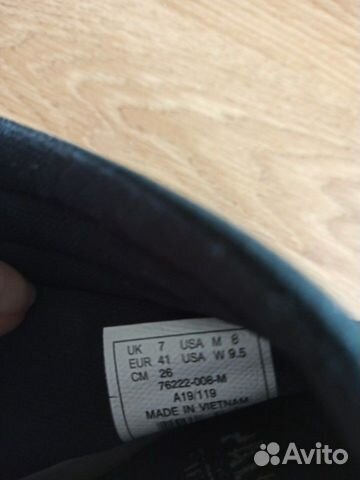 UK 7 USA M 8
EUR 41 USA W 9.5
CM 26
76222-008-M
A19/119
MADE IN VIETNAM
Avito